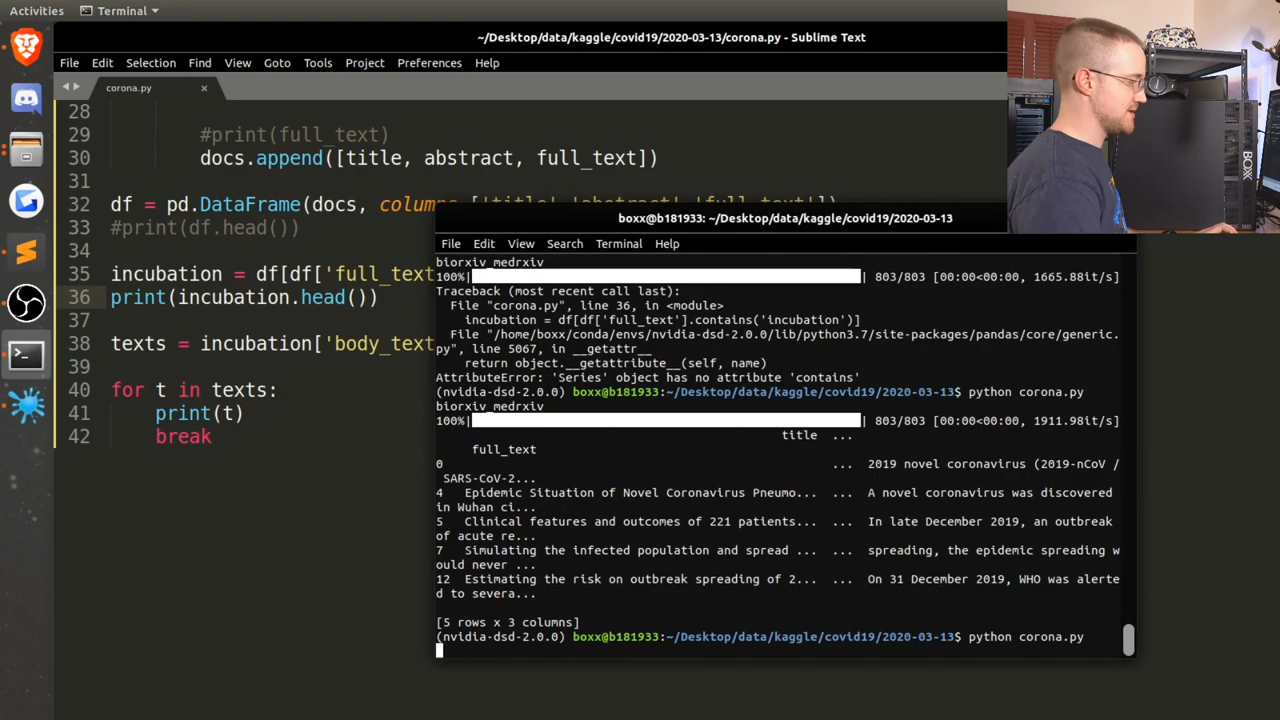 Activities
Terminal
~/Desktop/data/kaggle/covid19/2020-03-13/corona.py - Sublime Text
File Edit Selection Find View Goto Tools Project Preferences Help
corona.py
28
29 #print(full_text)
30 docs.append([title, abstract, full_text])
31
32 df = pd.DataFrame(docs, columns
33 #print(df.head())
34
35 incubation = df[df['full_text
36 print(incubation.head())
37
38 texts = incubation['body_text
39
40 for t in texts:
41 print(t)
42 break
boxx@b181933: ~/Desktop/data/kaggle/covid19/2020-03-13
File Edit View Search Terminal Help
biorxiv_medrxiv
100%| | 803/803 [00:00<00:00, 1665.88it/s]
Traceback (most recent call last):
File "corona.py", line 36, in <module>
incubation = df[df['full_text'].contains('incubation')]
File "/home/boxx/conda/envs/nvidia-dsd-2.0.0/lib/python3.7/site-packages/pandas/core/generic.
py", line 5067, in __getattr__
return object.__getattribute__(self, name)
AttributeError: 'Series' object has no attribute 'contains'
(nvidia-dsd-2.0.0) boxx@b181933:~/Desktop/data/kaggle/covid19/2020-03-13$ python corona.py
biorxiv_medrxiv
100%| | 803/803 [00:00<00:00, 1911.98it/s]
title ...
full_text
0 ... 2019 novel coronavirus (2019-nCoV /
SARS-CoV-2...
4 Epidemic Situation of Novel Coronavirus Pneumo... ... A novel coronavirus was discovered
in Wuhan ci...
5 Clinical features and outcomes of 221 patients... ... In late December 2019, an outbreak
of acute re...
7 Simulating the infected population and spread ... ... spreading, the epidemic spreading w
ould never ...
12 Estimating the risk on outbreak spreading of 2... ... On 31 December 2019, WHO was alerte
d to severa...
[5 rows x 3 columns]
(nvidia-dsd-2.0.0) boxx@b181933:~/Desktop/data/kaggle/covid19/2020-03-13$ python corona.py
BOXX